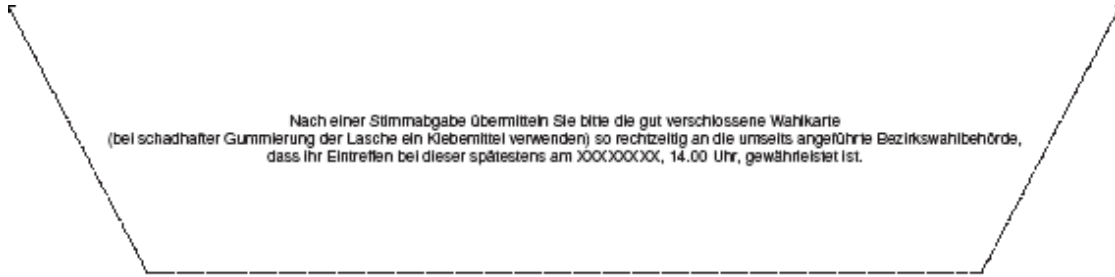 Nach einer Stimmabgabe übermitteln Sie bitte die gut verschlossene Wahlkarte
(bei schadhafter Gummierung der Lasche ein Klebemittel verwenden) so rechtzeitig an die umseits angeführte Bezirkswahlbehörde,
dass ihr Eintreffen bei dieser spätestens am XXXXXXXX, 14.00 Uhr, gewährleistet ist.